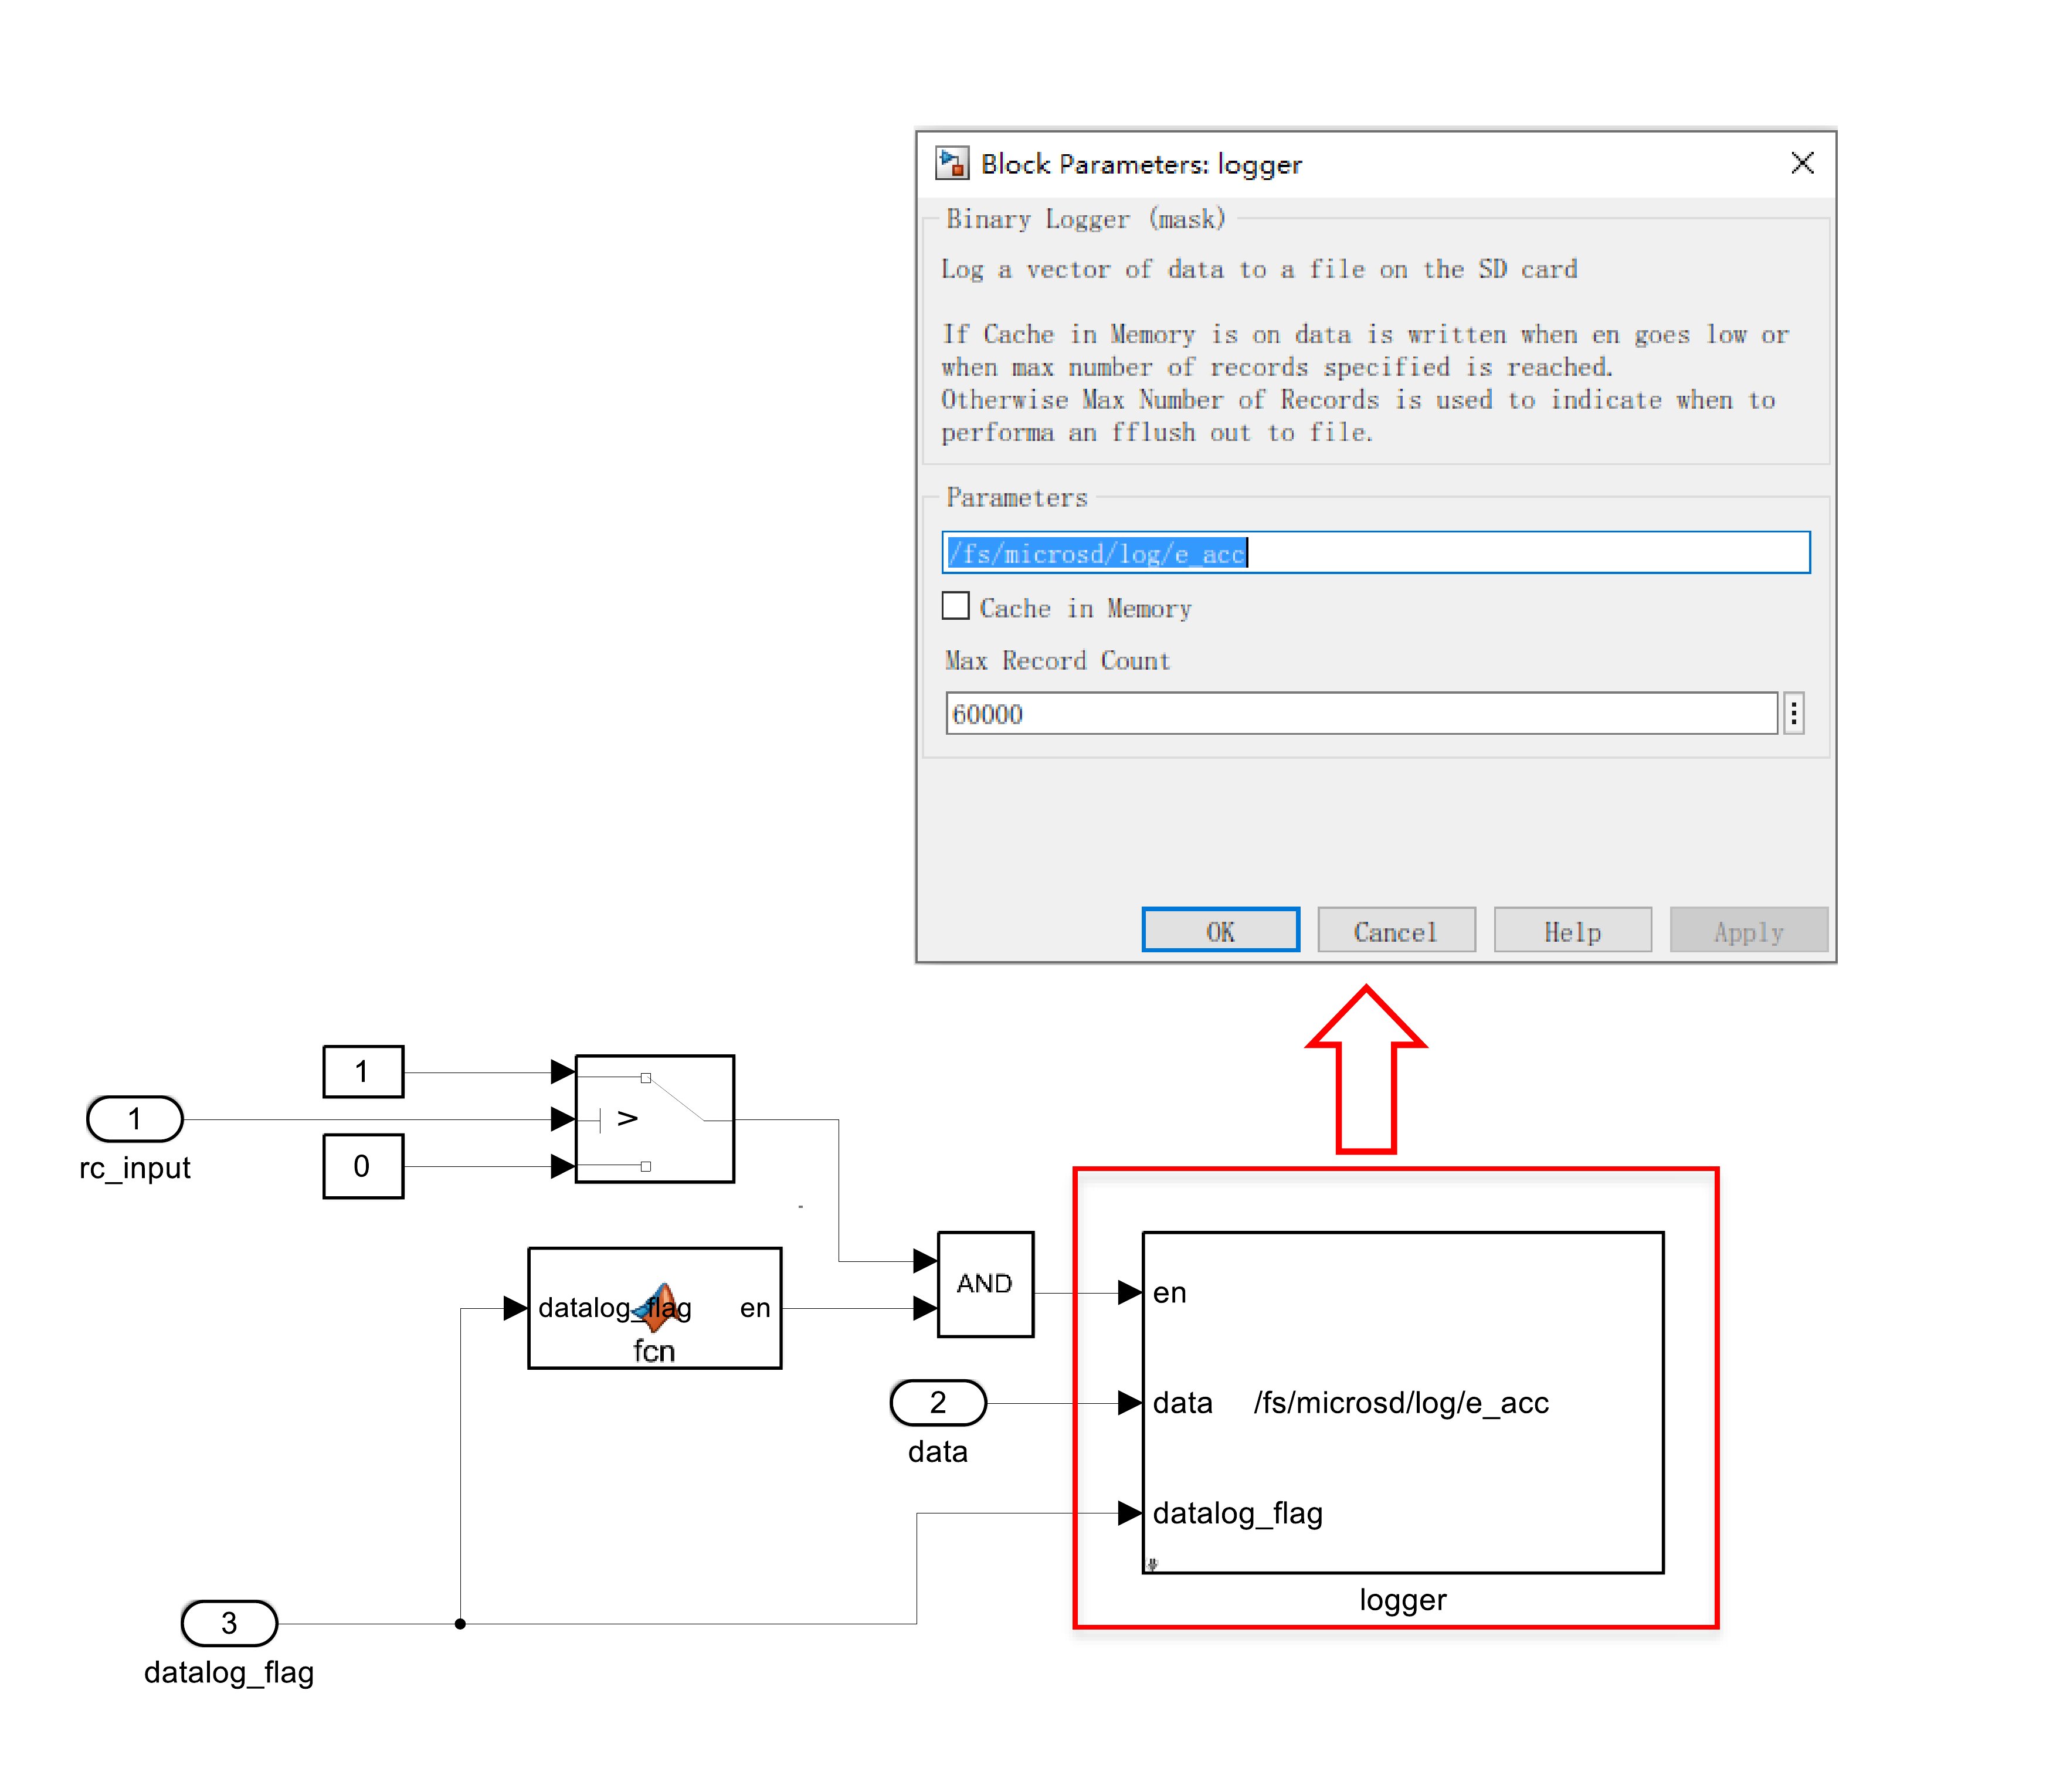 Block Parameters: logger
Binary Logger (mask)
Log a vector of data to a file on the SD card
If Cache in Memory is on data is written when en goes low or
when max number of records specified is reached.
Otherwise Max Number of Records is used to indicate when to
performa an fflush out to file.
Parameters
/fs/microsd/log/e_acc
Cache in Memory
Max Record Count
60000
OK
Cancel
Help
Apply
1
1
>
rc_input
0
datalog_flag
en
fcn
AND
en
2
data
data
/fs/microsd/log/e_acc
datalog_flag
logger
3
datalog_flag